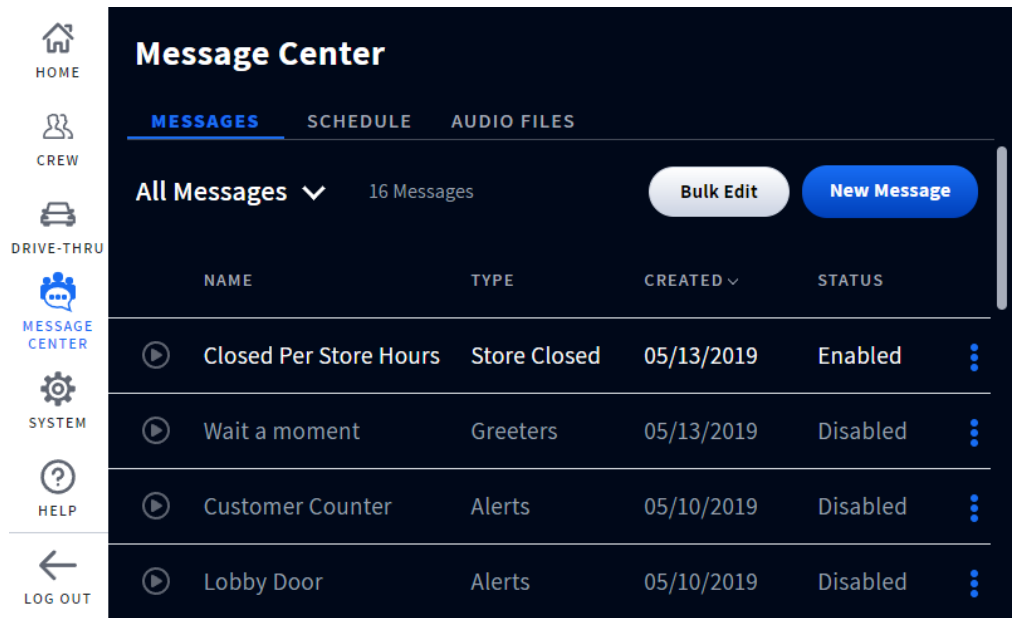 HOME
CREW
DRIVE-THRU
MESSAGE
CENTER
SYSTEM
HELP
LOG OUT
Message Center
MESSAGES SCHEDULE AUDIO FILES
All Messages 16 Messages Bulk Edit New Message
NAME TYPE CREATED STATUS
Closed Per Store Hours Store Closed 05/13/2019 Enabled
Wait a moment Greeters 05/13/2019 Disabled
Customer Counter Alerts 05/10/2019 Disabled
Lobby Door Alerts 05/10/2019 Disabled